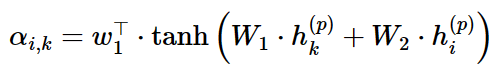 α_{i,k} = w_1^⊤ · tanh ( W_1 · h_k^{(p)} + W_2 · h_i^{(p)} )